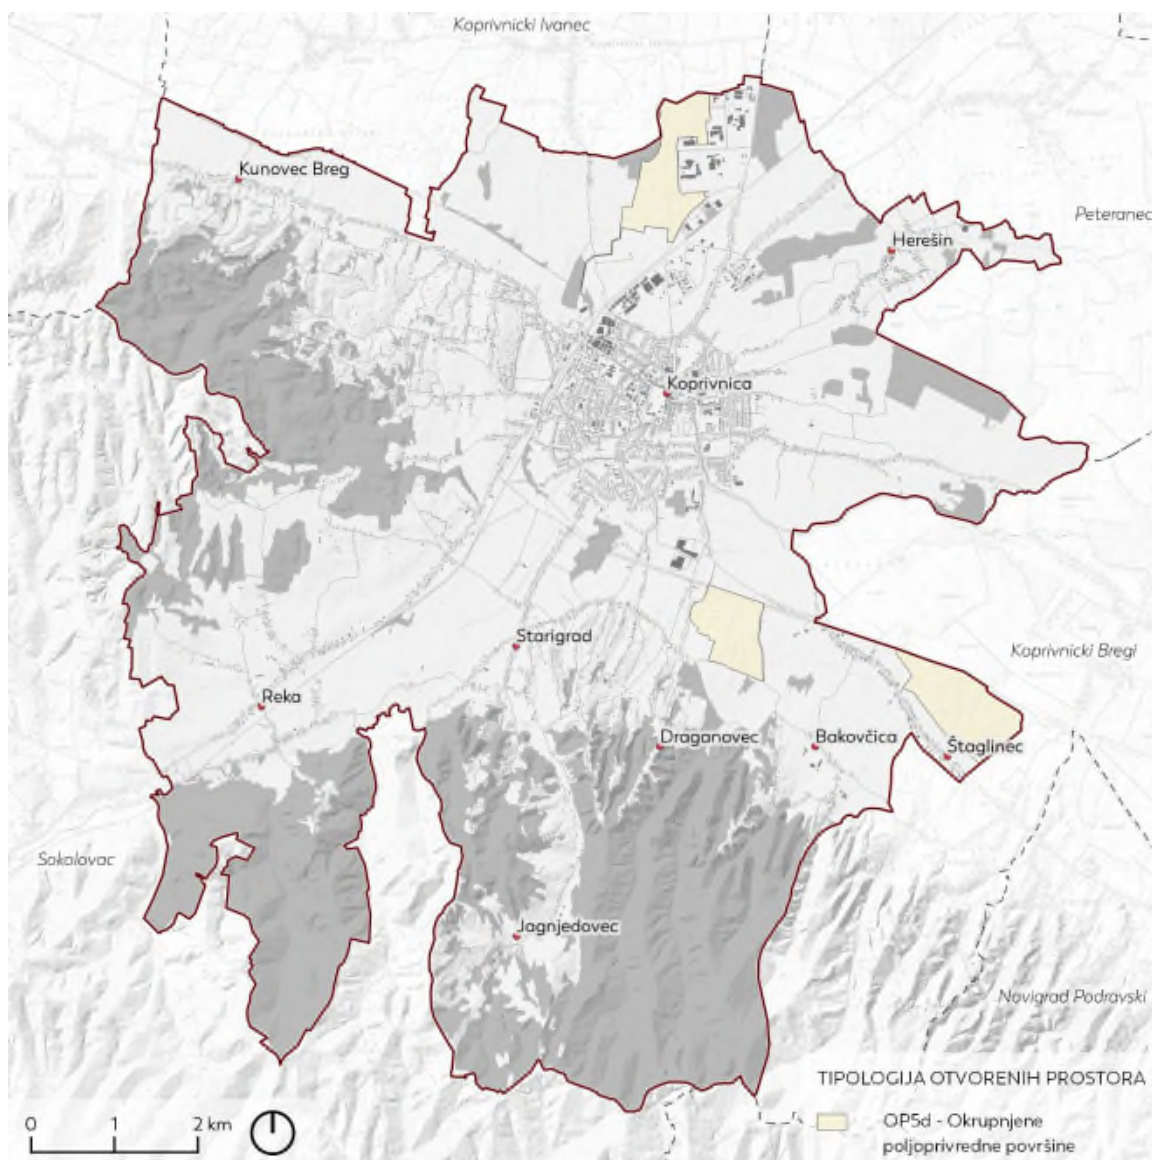 Koprivnički Ivanec
Kunovec Breg
Peteranec
Herešin
Koprivnica
Starigrad
Koprivnički Bregi
Reka
Draganovec
Bakovčica
Štaglinec
Sokolovac
Jagnjedovec
Novigrad Podravski
TIPOLOGIJA OTVORENIH PROSTORA
0 1 2 km
OP5d - Okrupnjene
poljoprivredne površine